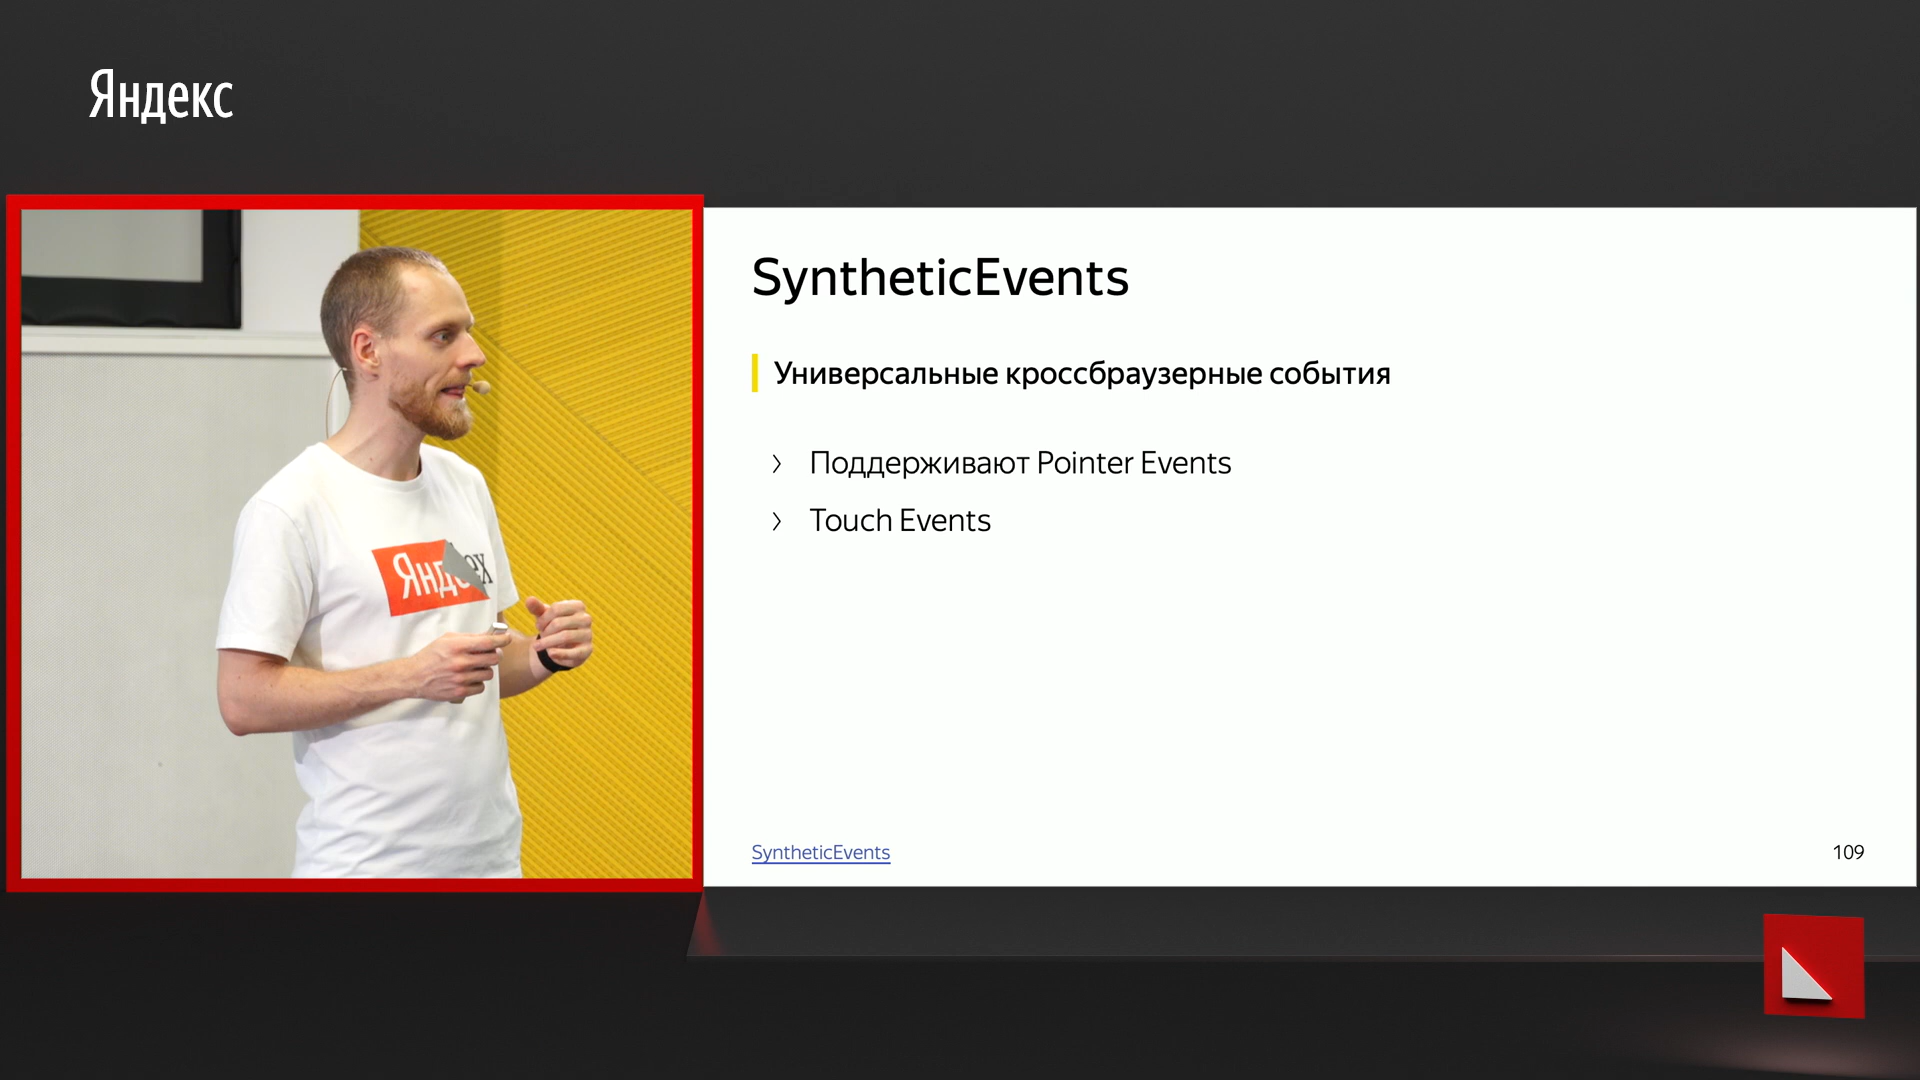 Яндекс
SyntheticEvents
Универсальные кроссбраузерные события
Поддерживают Pointer Events
Touch Events
SyntheticEvents
109